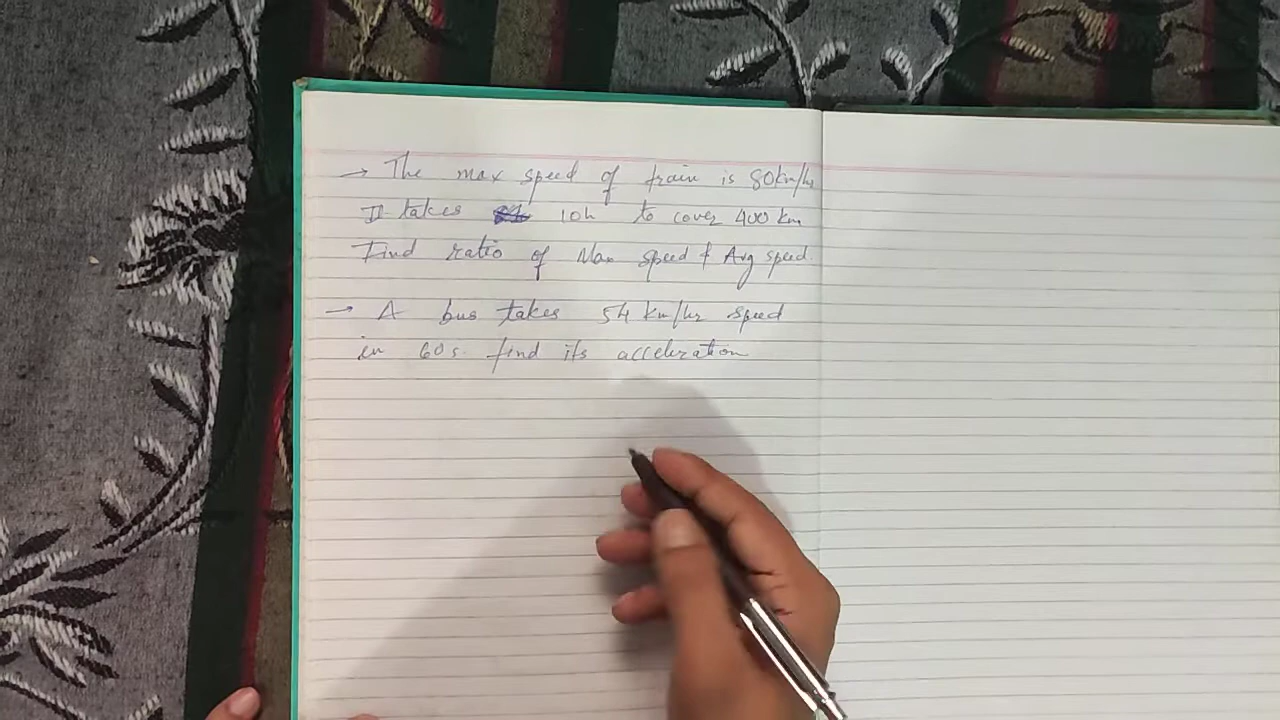 → The max speed of train is 80km/hr
It takes 10h to cover 400 km
Find ratio of Max speed & Avg speed.
→ A bus takes 54 km/hr speed
in 60s. find its acceleration